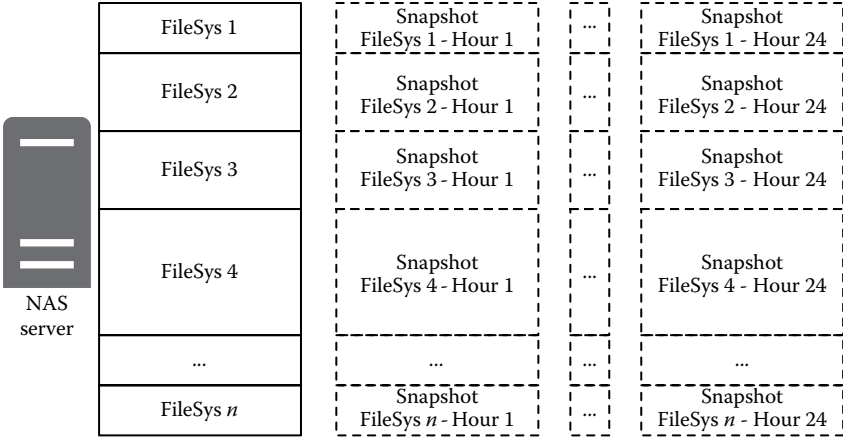 FileSys 1
Snapshot
FileSys 1 - Hour 1
...
Snapshot
FileSys 1 - Hour 24
FileSys 2
Snapshot
FileSys 2 - Hour 1
...
Snapshot
FileSys 2 - Hour 24
FileSys 3
Snapshot
FileSys 3 - Hour 1
...
Snapshot
FileSys 3 - Hour 24
FileSys 4
Snapshot
FileSys 4 - Hour 1
...
Snapshot
FileSys 4 - Hour 24
NAS
server
...
...
...
...
FileSys n
Snapshot
FileSys n - Hour 1
...
Snapshot
FileSys n - Hour 24